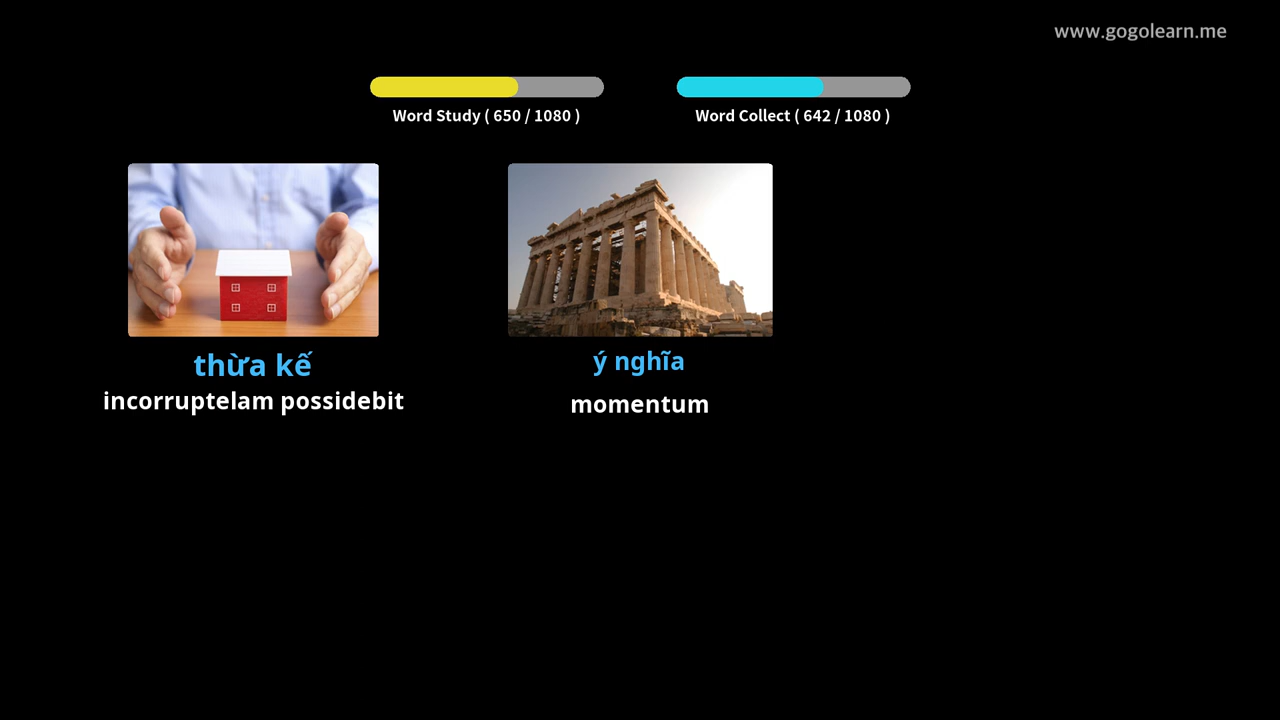 www.gogolearn.me
Word Study ( 650 / 1080 )
Word Collect ( 642 / 1080 )
thừa kế
incorruptelam possidebit
ý nghĩa
momentum